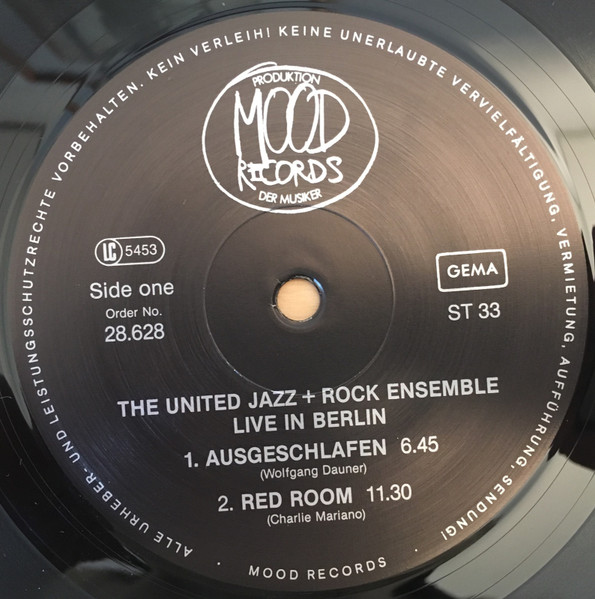 ALLE URHEBER- UND LEISTUNGSSCHUTZRECHTE VORBEHALTEN. KEIN VERLEIH! KEINE UNERLAUBTE VERVIELFÄLTIGUNG, VERMIETUNG, AUFFÜHRUNG, SENDUNG!
PRODUKTION
MOOD
RECORDS
DER MUSIKER
LC 5453
GEMA
Side one
ST 33
Order No.
28.628
THE UNITED JAZZ + ROCK ENSEMBLE
LIVE IN BERLIN
1. AUSGESCHLAFEN 6.45
(Wolfgang Dauner)
2. RED ROOM 11.30
(Charlie Mariano)
· MOOD RECORDS ·